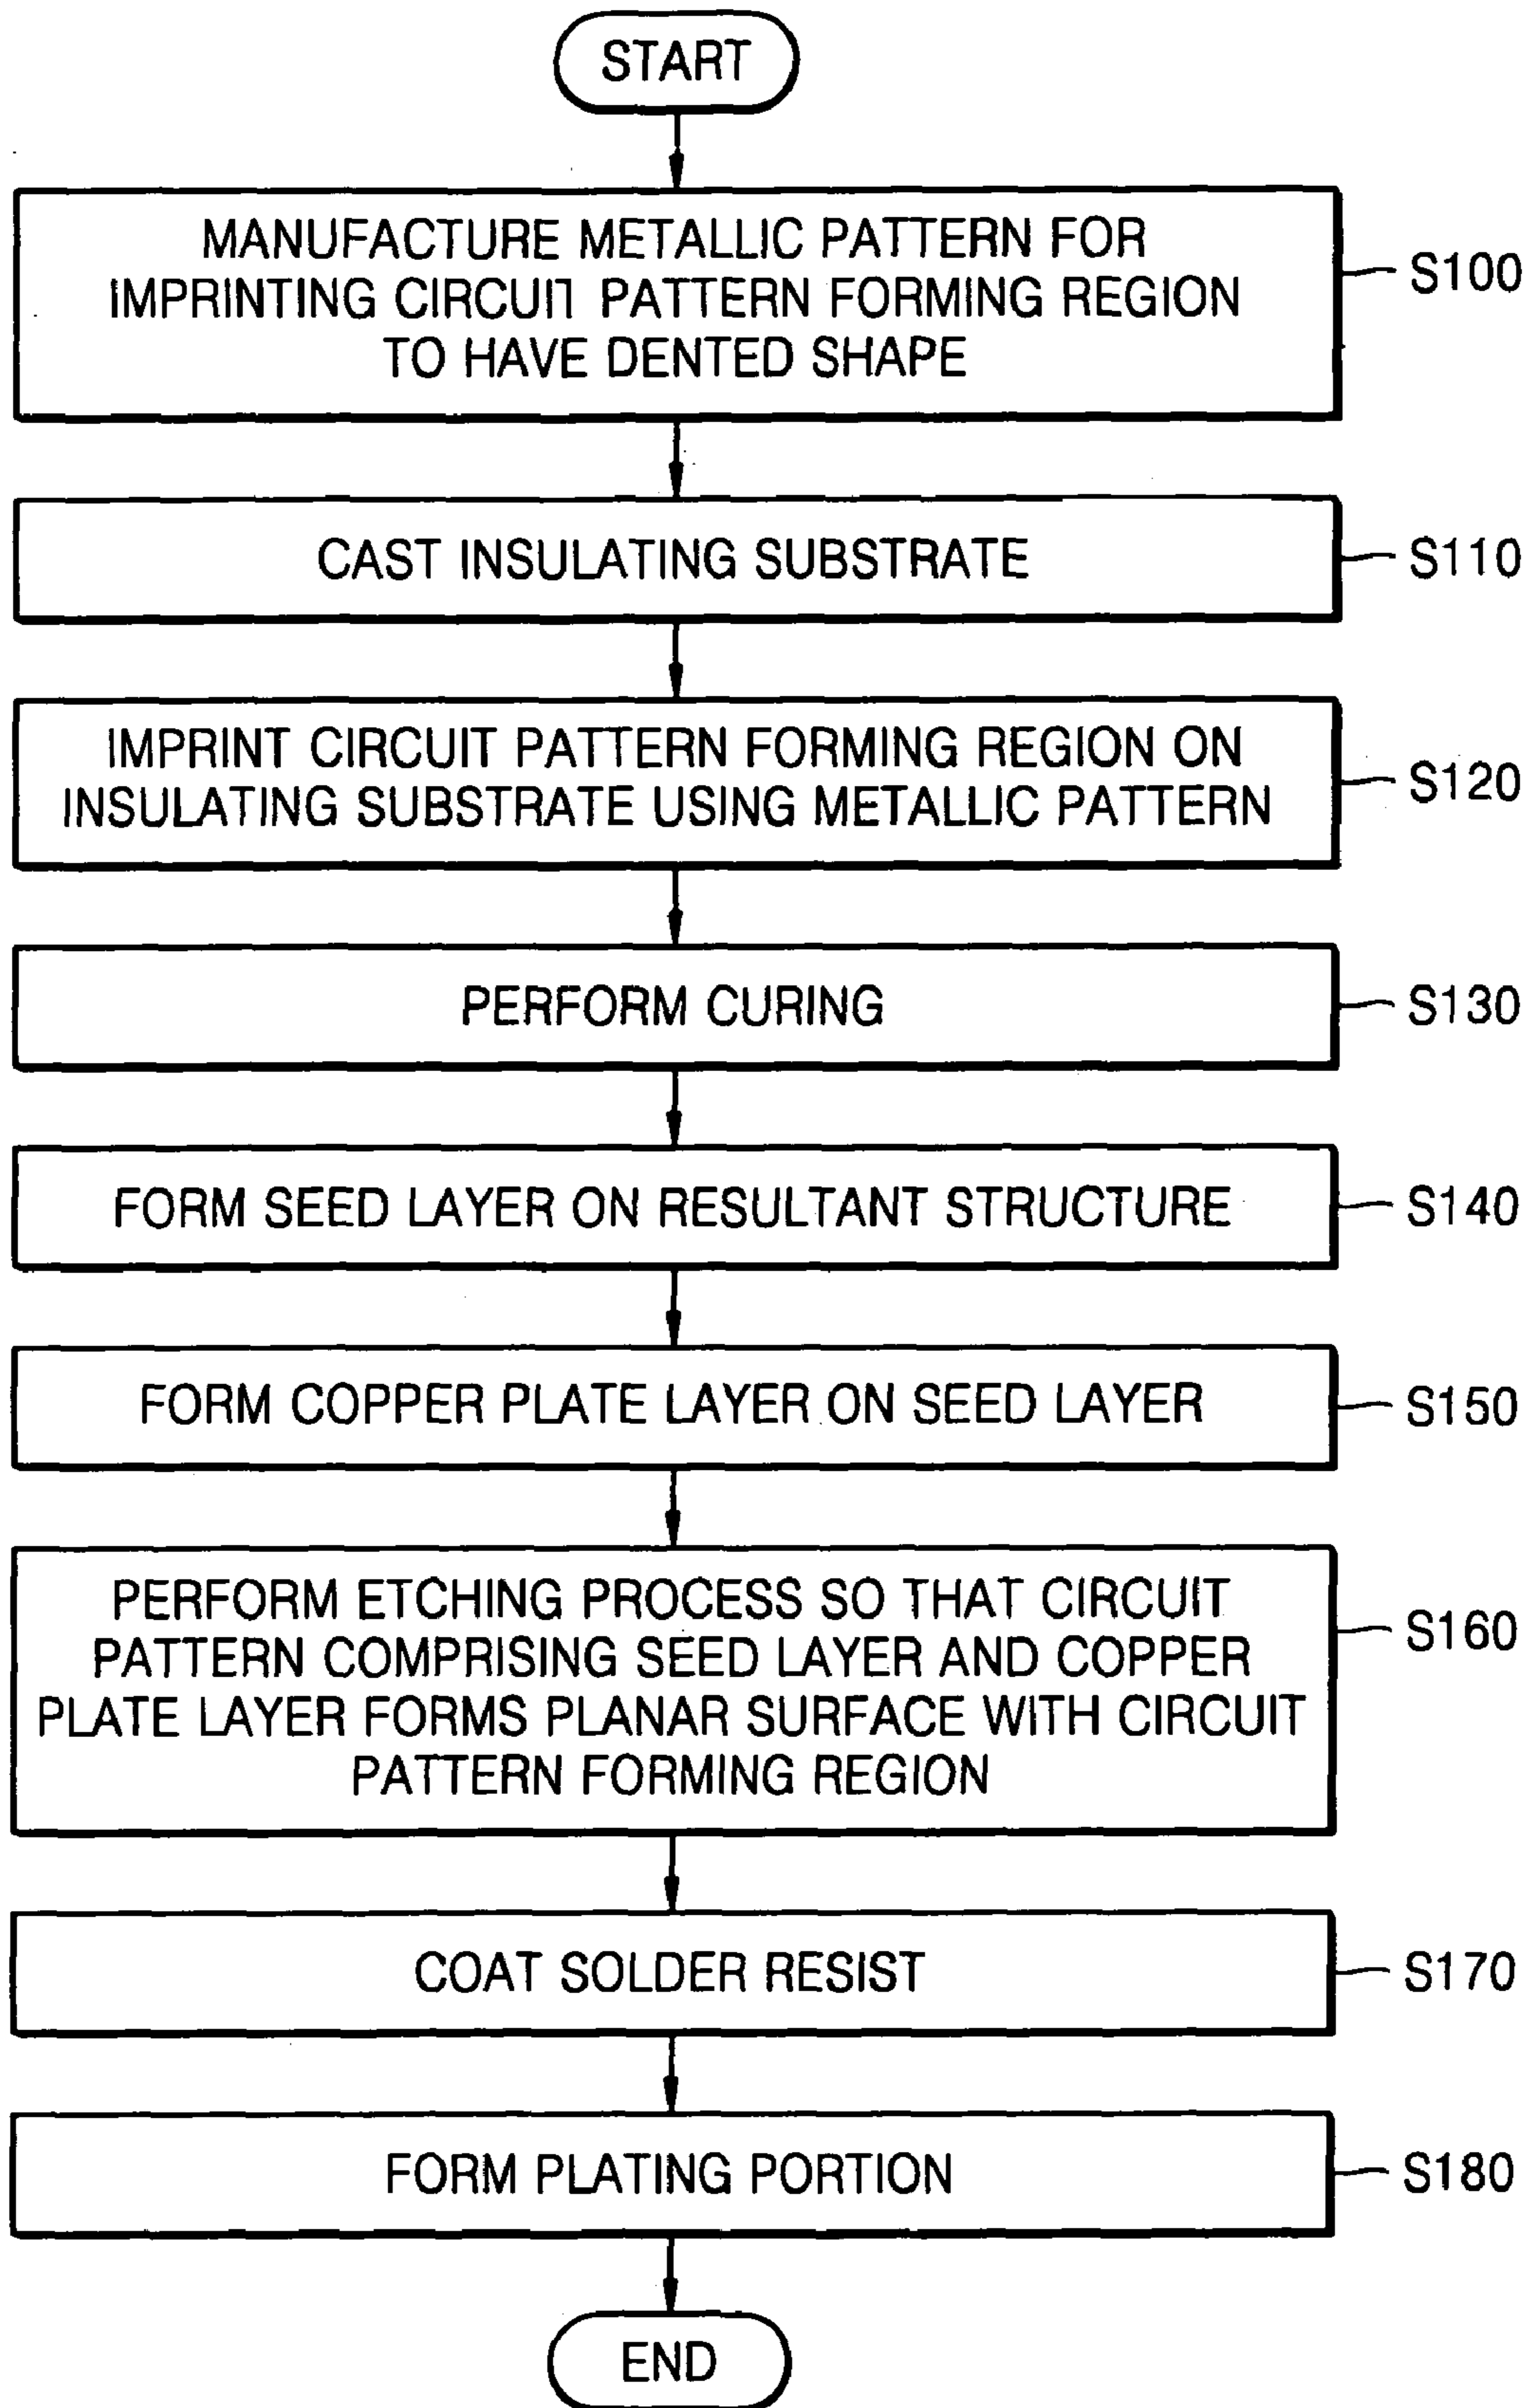 START
MANUFACTURE METALLIC PATTERN FOR
IMPRINTING CIRCUIT PATTERN FORMING REGION
TO HAVE DENTED SHAPE
S100
CAST INSULATING SUBSTRATE
S110
IMPRINT CIRCUIT PATTERN FORMING REGION ON
INSULATING SUBSTRATE USING METALLIC PATTERN
S120
PERFORM CURING
S130
FORM SEED LAYER ON RESULTANT STRUCTURE
S140
FORM COPPER PLATE LAYER ON SEED LAYER
S150
PERFORM ETCHING PROCESS SO THAT CIRCUIT
PATTERN COMPRISING SEED LAYER AND COPPER
PLATE LAYER FORMS PLANAR SURFACE WITH CIRCUIT
PATTERN FORMING REGION
S160
COAT SOLDER RESIST
S170
FORM PLATING PORTION
S180
END